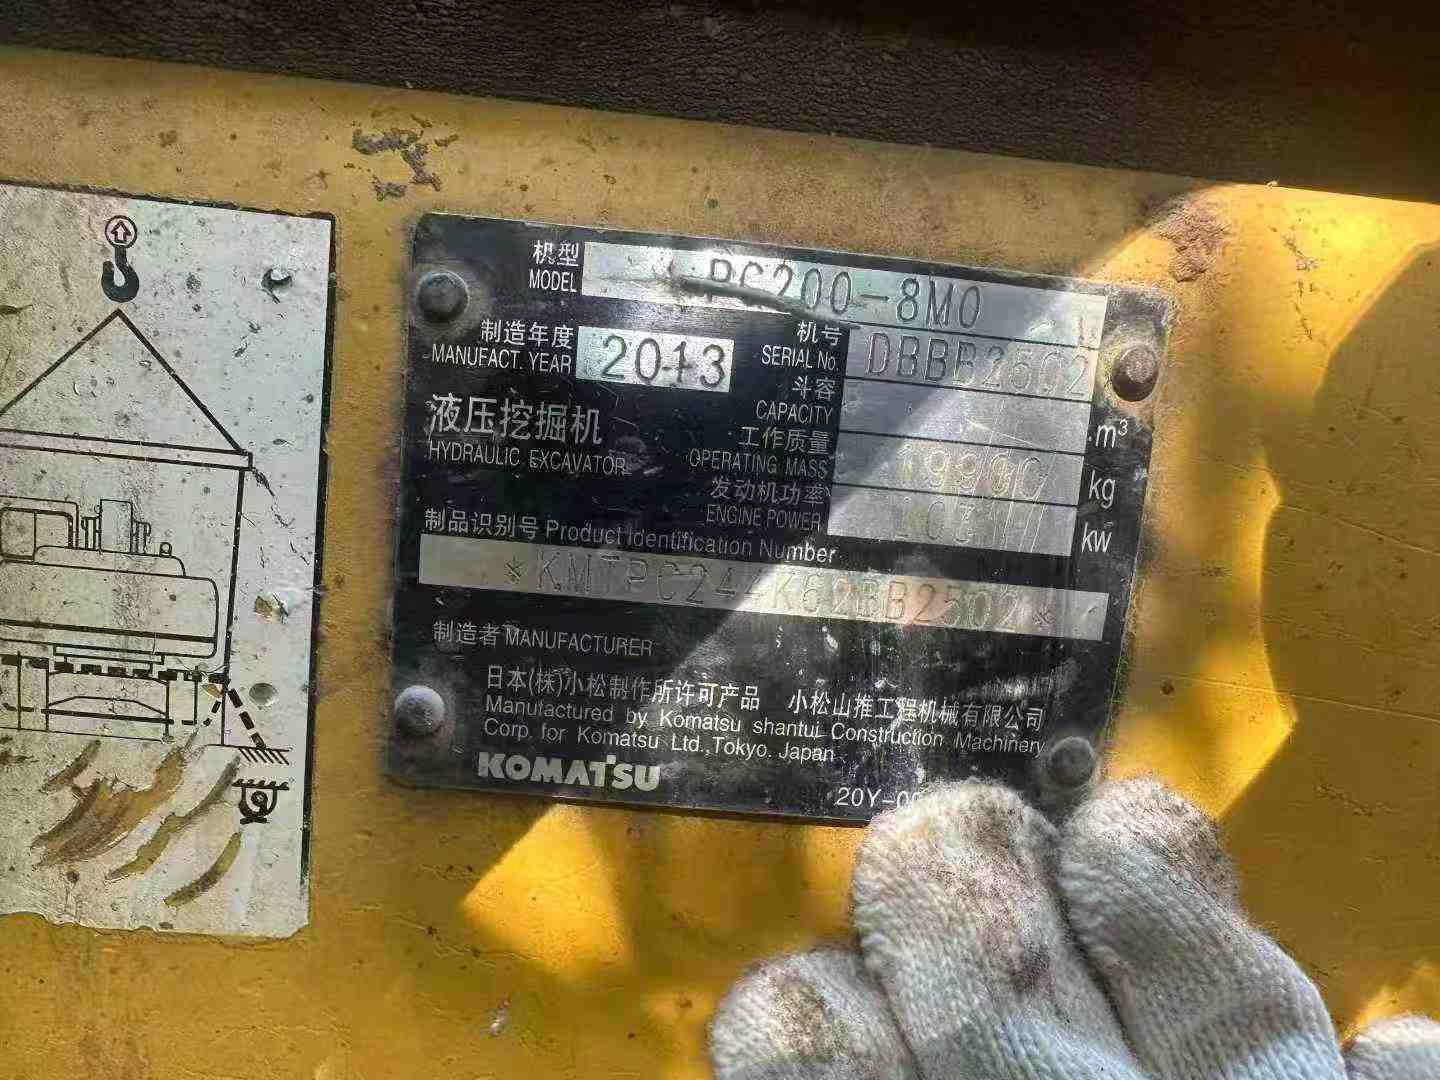 机型
MODEL
PC200-8M0
制造年度
MANUFACT. YEAR
2013
机号
SERIAL No.
DBBB2502
斗容
CAPACITY
m³
液压挖掘机
HYDRAULIC EXCAVATOR
工作质量
OPERATING MASS
19900
kg
发动机功率
ENGINE POWER
kw
制品识别号 Product Identification Number
制造者 MANUFACTURER
日本(株)小松制作所许可产品 小松山推工程机械有限公司
Manufactured by Komatsu shantui Construction Machinery
Corp. for Komatsu Ltd.,Tokyo. Japan
KOMATSU